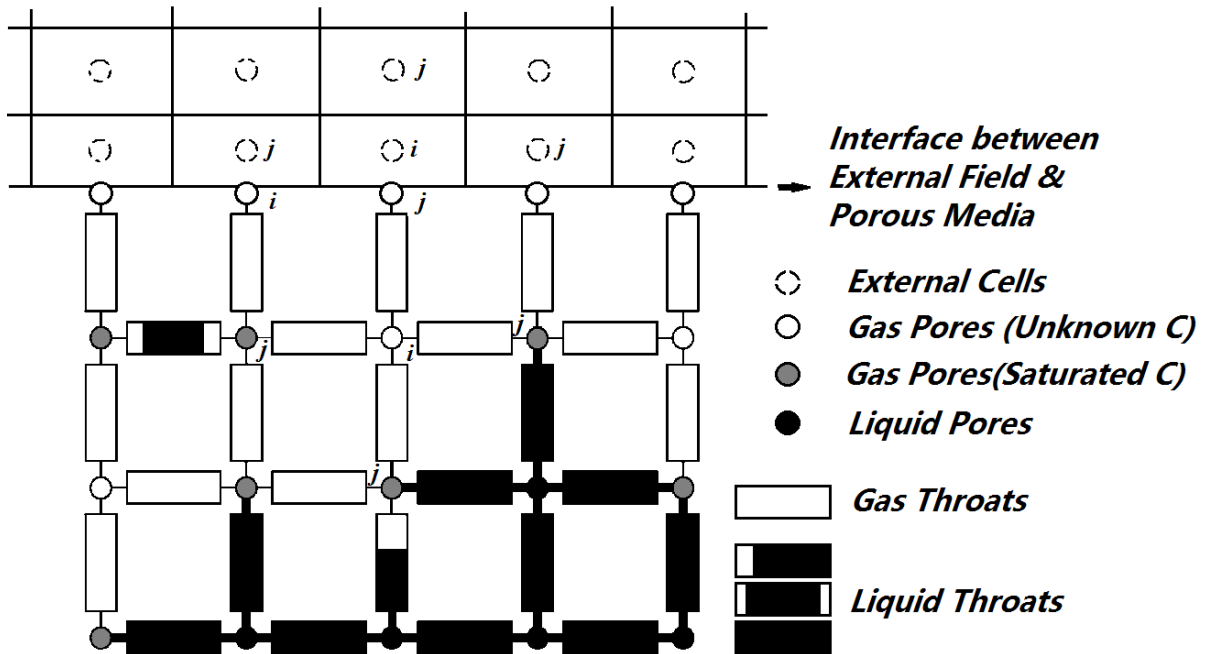 j
j
i
j
i
j
Interface between
External Field &
Porous Media
External Cells
Gas Pores (Unknown C)
Gas Pores(Saturated C)
Liquid Pores
j
i
j
j
Gas Throats
Liquid Throats